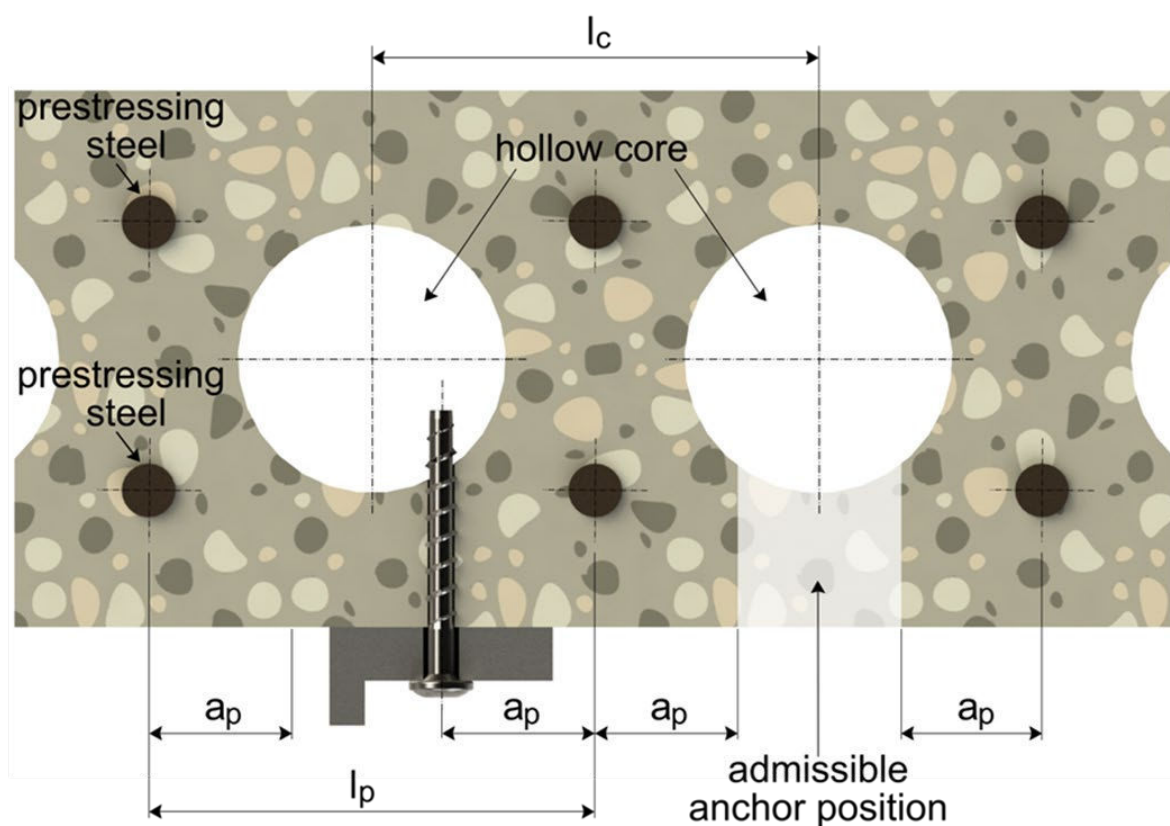 lc
prestressing
steel
hollow core
prestressing
steel
ap
ap
ap
ap
lp
admissible
anchor position